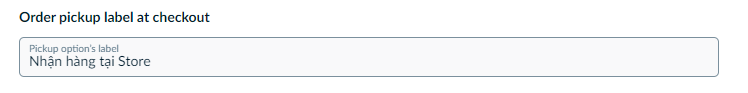 Order pickup label at checkout
Pickup option's label
Nhận hàng tại Store